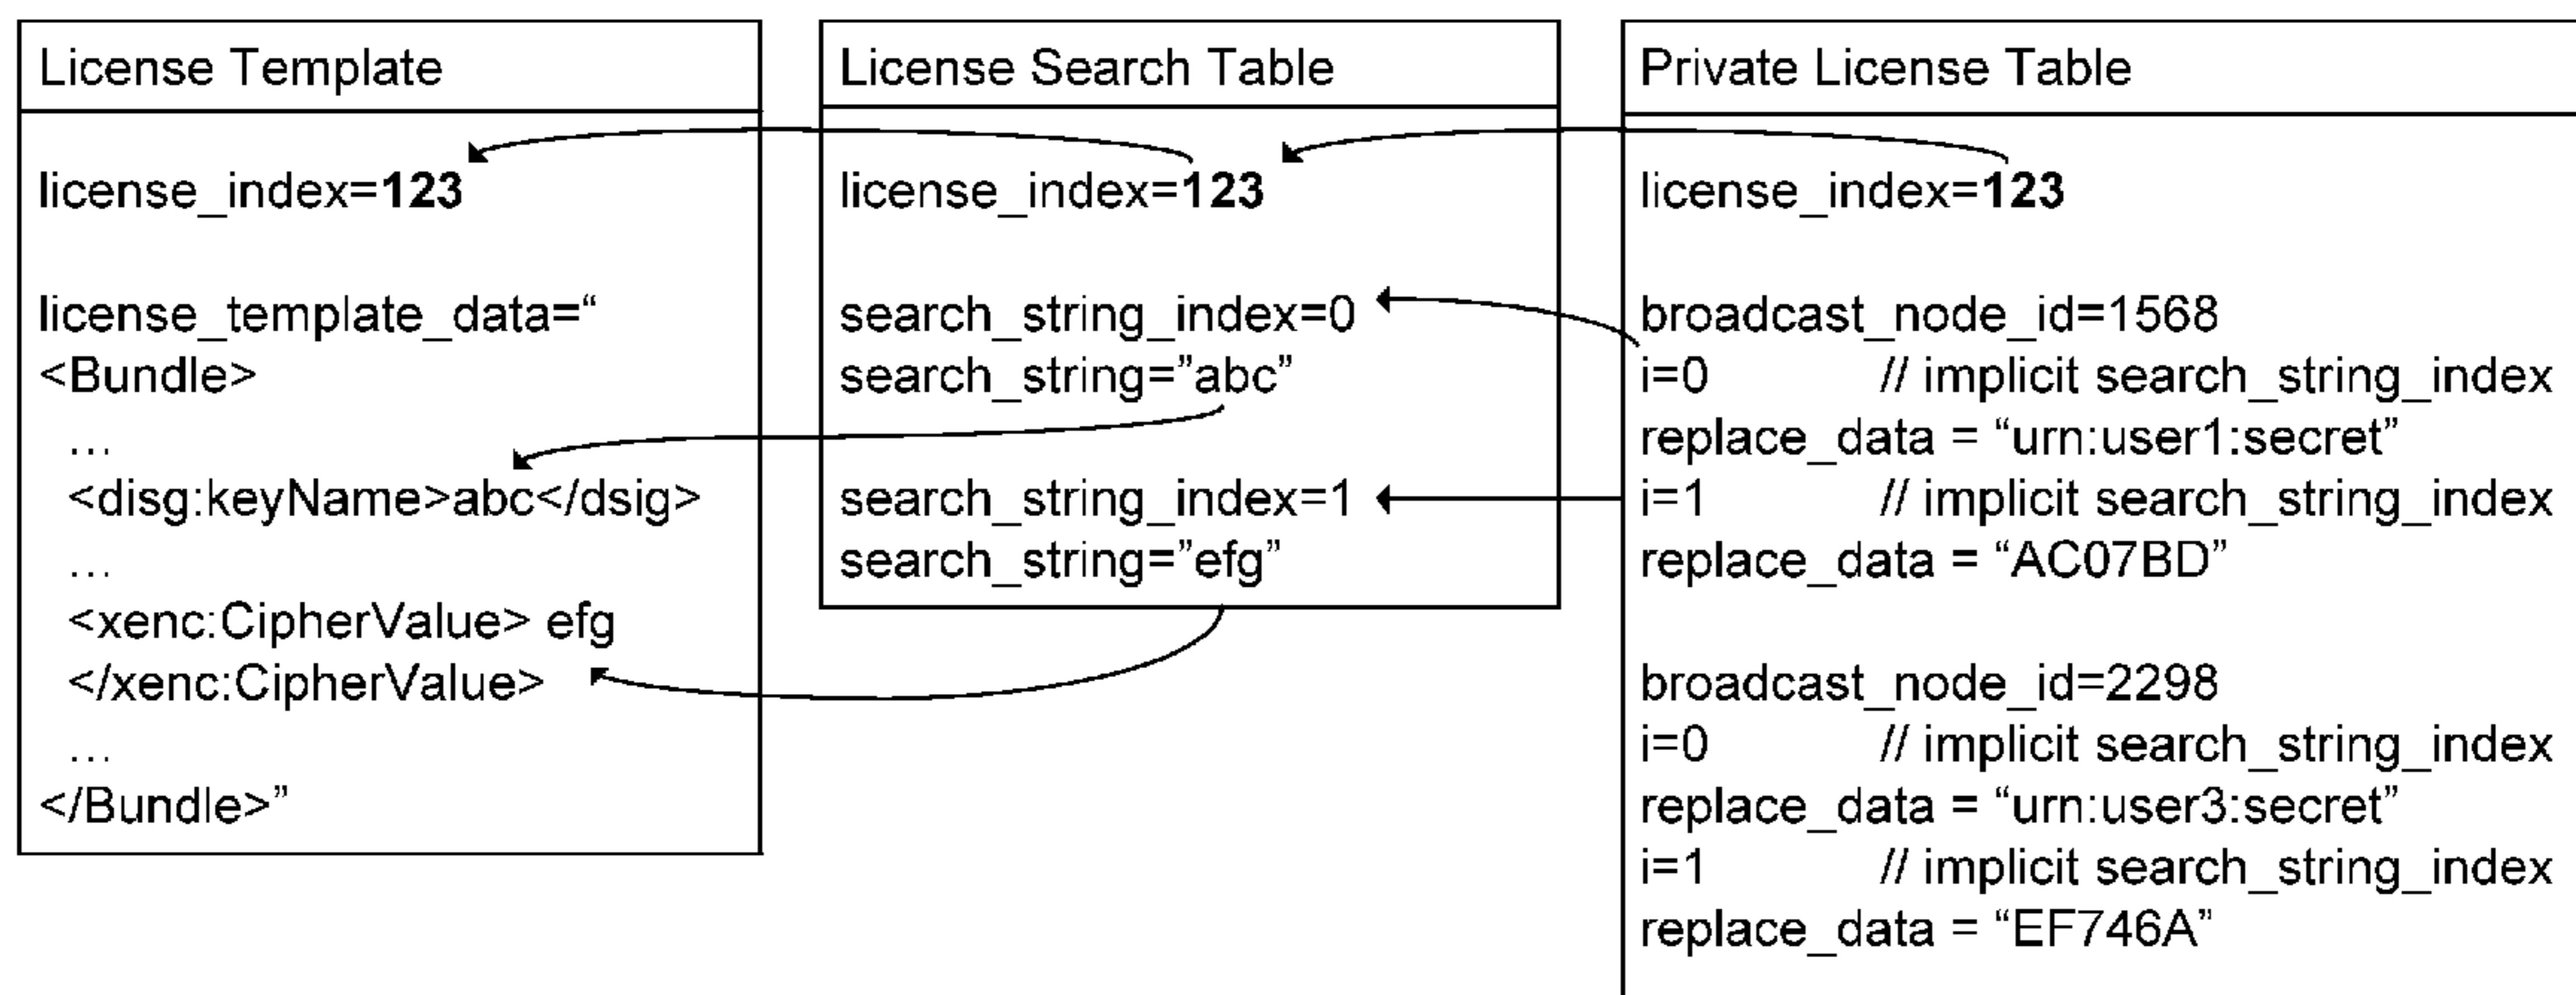 License Template
license_index=123
license_template_data=“
<Bundle>
...
<disg:keyName>abc</dsig>
...
<xenc:CipherValue> efg
</xenc:CipherValue>
...
</Bundle>”
License Search Table
license_index=123
search_string_index=0
search_string=”abc”
search_string_index=1
search_string=”efg”
Private License Table
license_index=123
broadcast_node_id=1568
i=0 // implicit search_string_index
replace_data = “urn:user1:secret”
i=1 // implicit search_string_index
replace_data = “AC07BD”
broadcast_node_id=2298
i=0 // implicit search_string_index
replace_data = “urn:user3:secret”
i=1 // implicit search_string_index
replace_data = “EF746A”